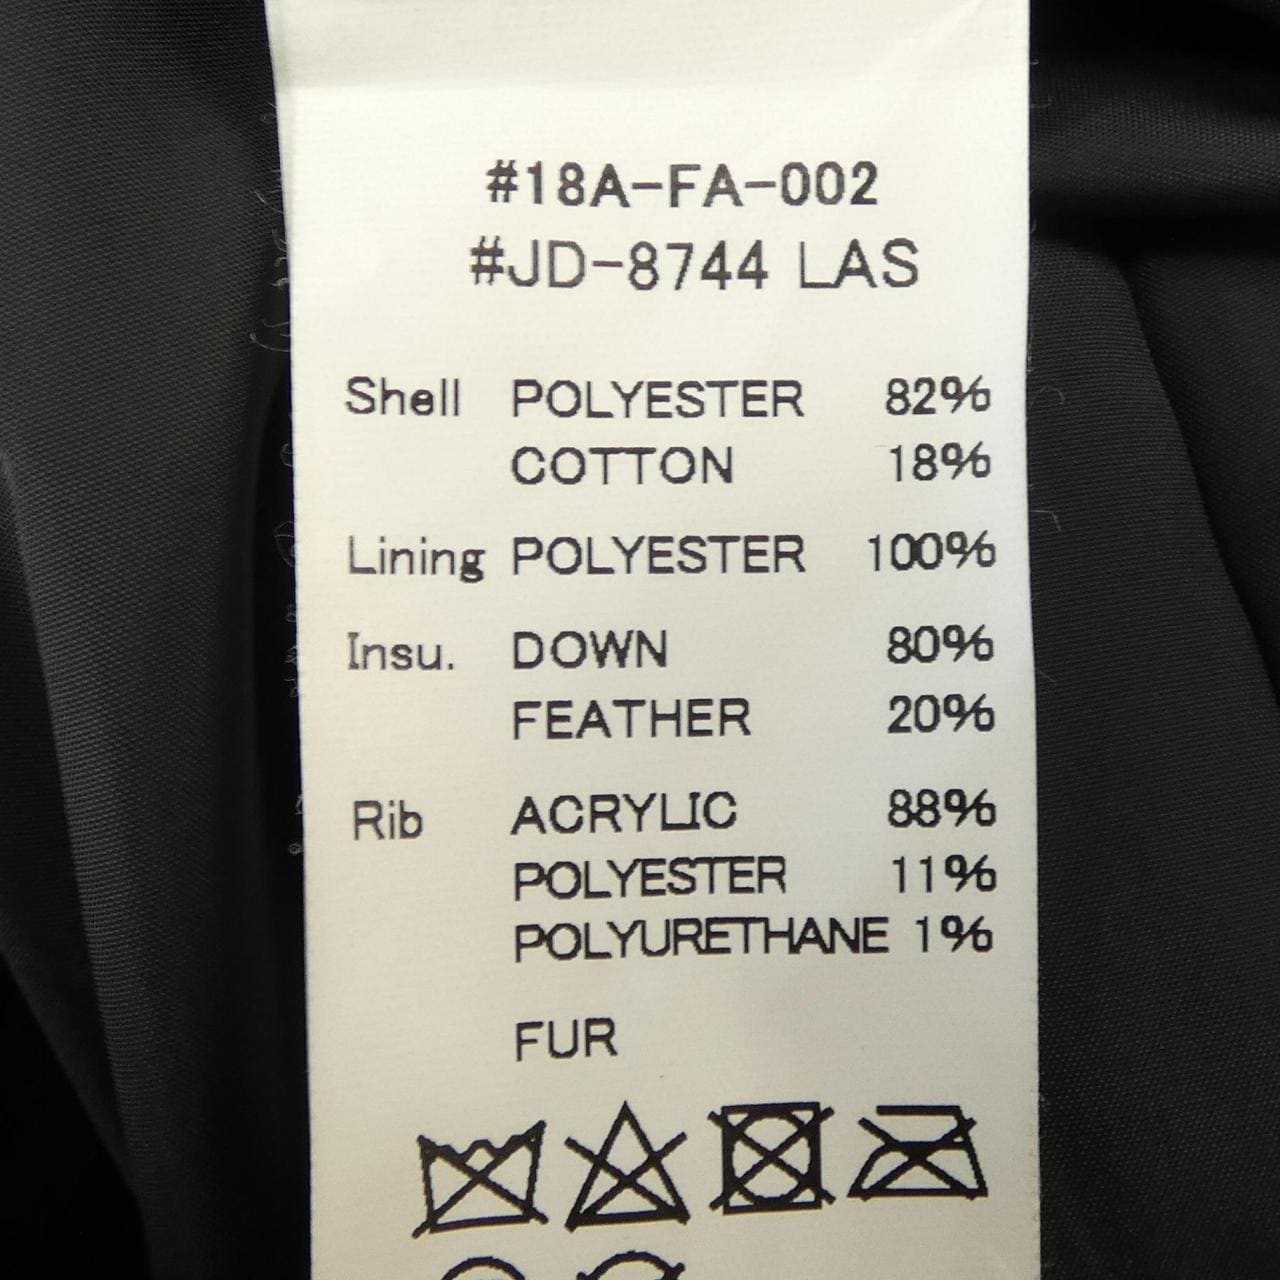 #18A-FA-002
#JD-8744 LAS
Shell POLYESTER 82%
COTTON 18%
Lining POLYESTER 100%
Insu. DOWN 80%
FEATHER 20%
Rib ACRYLIC 88%
POLYESTER 11%
POLYURETHANE 1%
FUR